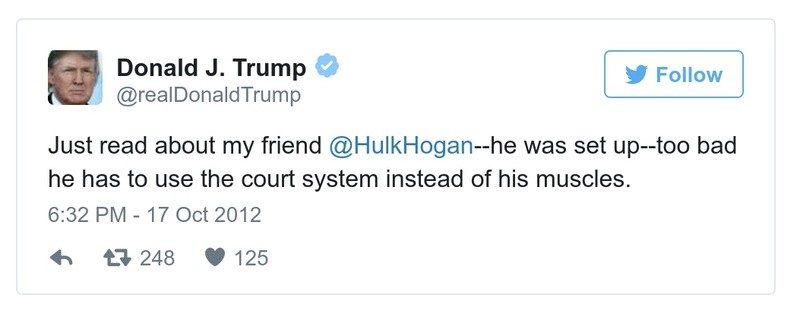 Donald J. Trump
@realDonaldTrump
Follow
Just read about my friend @HulkHogan--he was set up--too bad
he has to use the court system instead of his muscles.
6:32 PM - 17 Oct 2012
248 125